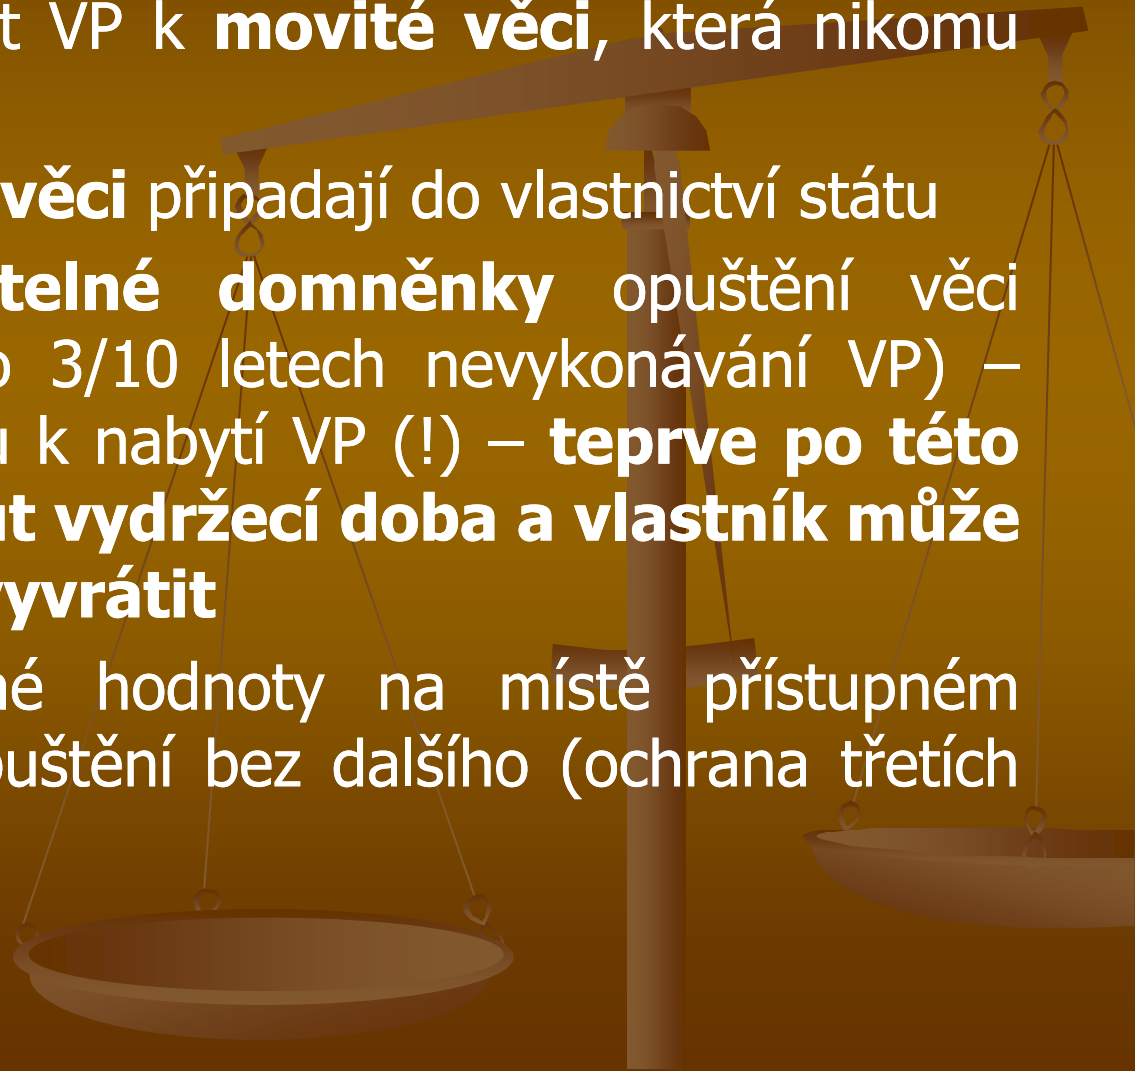 t VP k movité věci, která nikomu
věci připadají do vlastnictví státu
telné domněnky opuštění věci
3/10 letech nevykonávání VP) –
k nabytí VP (!) – teprve po této
ut vydržecí doba a vlastník může
vyvrátit
né hodnoty na místě přístupném
puštění bez dalšího (ochrana třetích